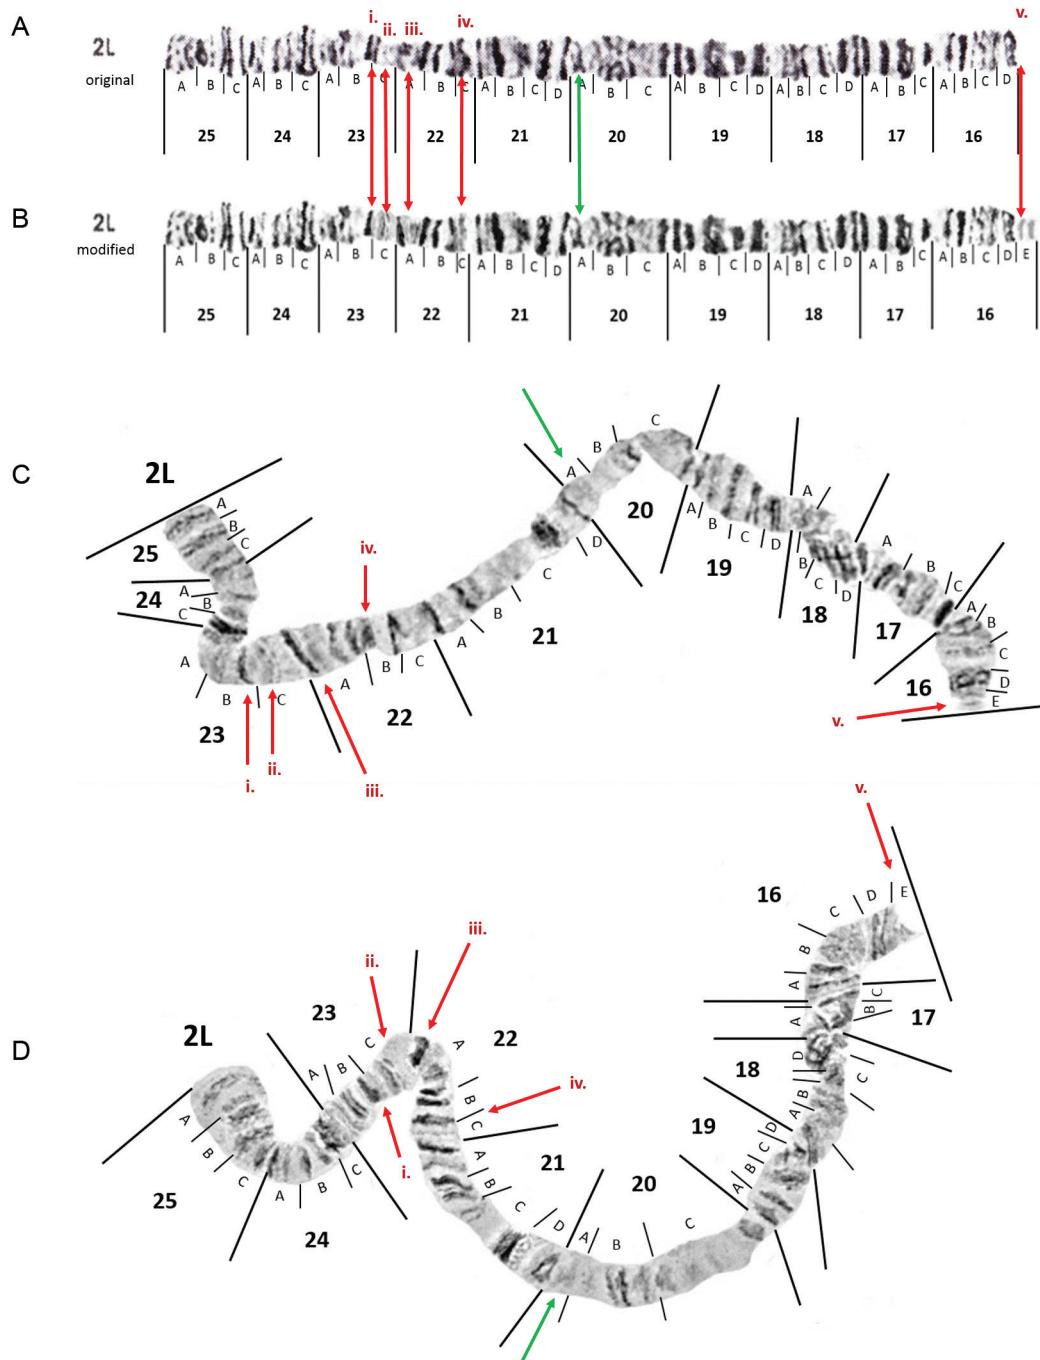 A
2L
original
i. ii. iii. iv. v.
A B C A B C A B C A B C A B C D A B C A B C D A B C D A B C A B C D
25 24 23 22 21 20 19 18 17 16
B
2L
modified
A B C A B C A B C A B C A B C D A B C A B C D A B C D A B C A B C D E
25 24 23 22 21 20 19 18 17 16
C
2L
25
A
B
C
24
A
B
C
23
A
B
C
i.
ii.
iii.
iv.
22
A
B
C
21
A
B
C
D
20
A
B
C
19
A
B
C
D
18
A
B
C
D
17
A
B
C
16
A
B
C
D
E
v.
D
2L
25
A
B
C
24
A
B
C
23
A
B
C
i.
ii.
iii.
iv.
22
A
B
C
21
A
B
C
D
20
A
B
C
19
A
B
C
D
18
A
B
C
D
17
A
B
C
16
A
B
C
D
E
v.